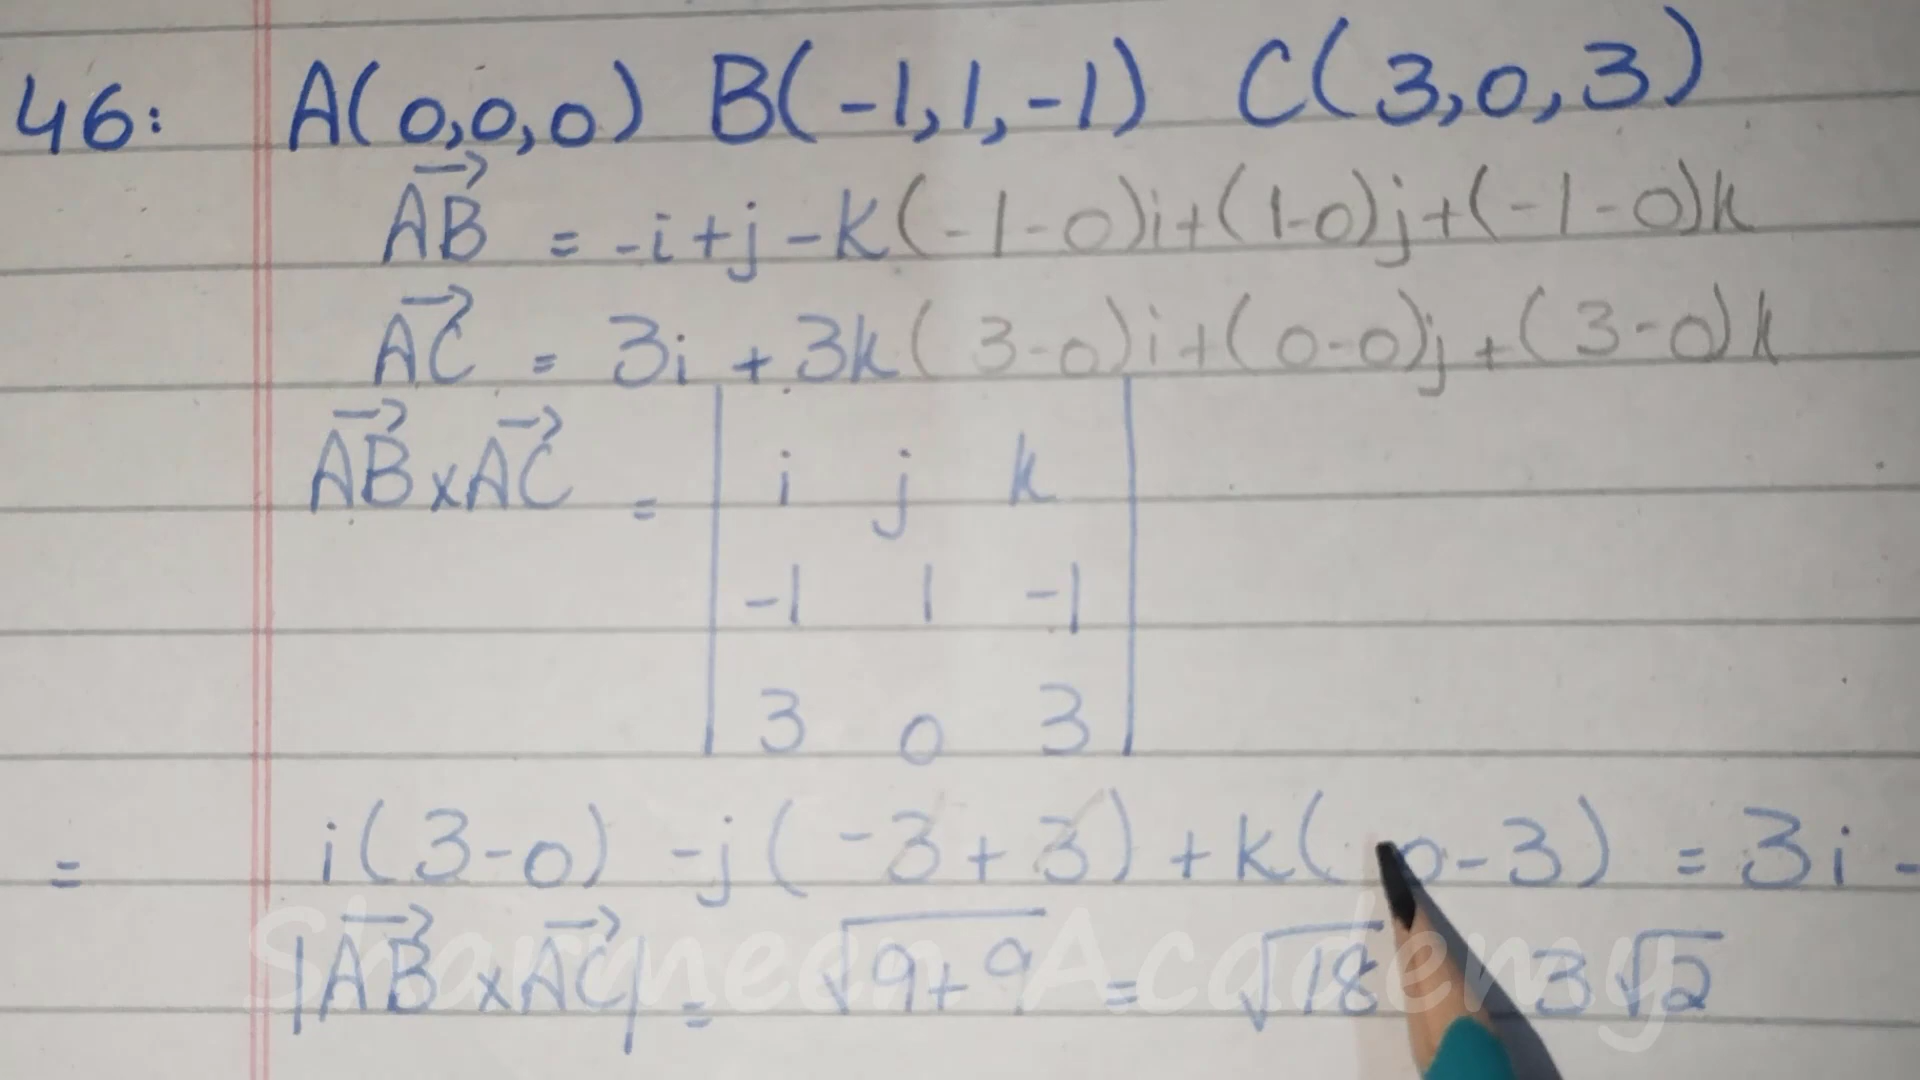 46: A(0,0,0) B(-1,1,-1) C(3,0,3)
AB = -i+j-k(-1-0)i+(1-0)j+(-1-0)k
AC = 3i + 3k(3-0)i+(0-0)j+(3-0)k
AB×AC = | i j k |
-1 1 -1
3 0 3
= i(3-0) -j(-3+3) +k(0-3) = 3i -
|AB×AC| = √9+9 = √18 3√2
Sharmeen Academy